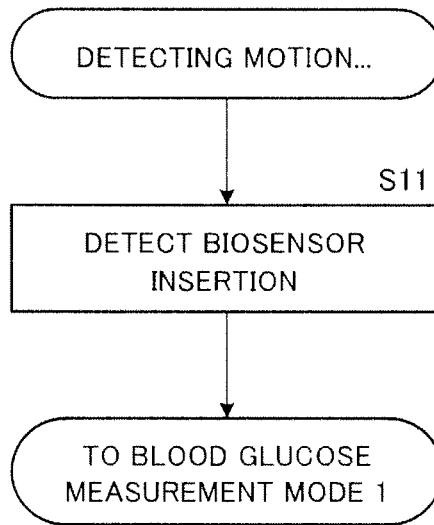 DETECTING MOTION...
S11
DETECT BIOSENSOR
INSERTION
TO BLOOD GLUCOSE
MEASUREMENT MODE 1